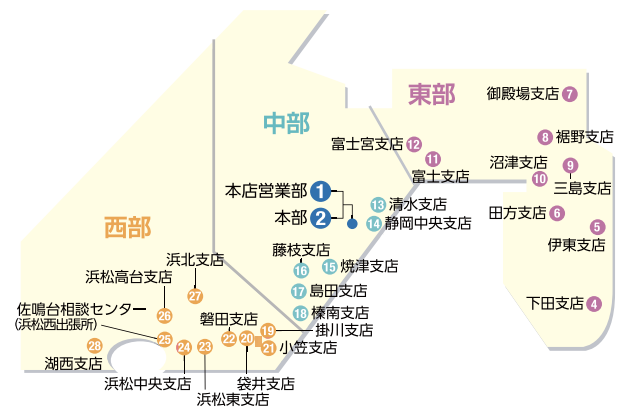 東部
御殿場支店 7
8 裾野支店
富士宮支店 12
11
富士支店
沼津支店
10
9
三島支店
田方支店 6
5
伊東支店
下田支店 4
中部
本店営業部 1
本部 2
13 清水支店
14 静岡中央支店
藤枝支店
16
15 焼津支店
17 島田支店
18 榛南支店
西部
浜北支店
27
浜松高台支店
26
佐鳴台相談センター
(浜松西出張所)
25
28
湖西支店
24
浜松中央支店
23
浜松東支店
磐田支店
22
20
袋井支店
19
掛川支店
21 小笠支店